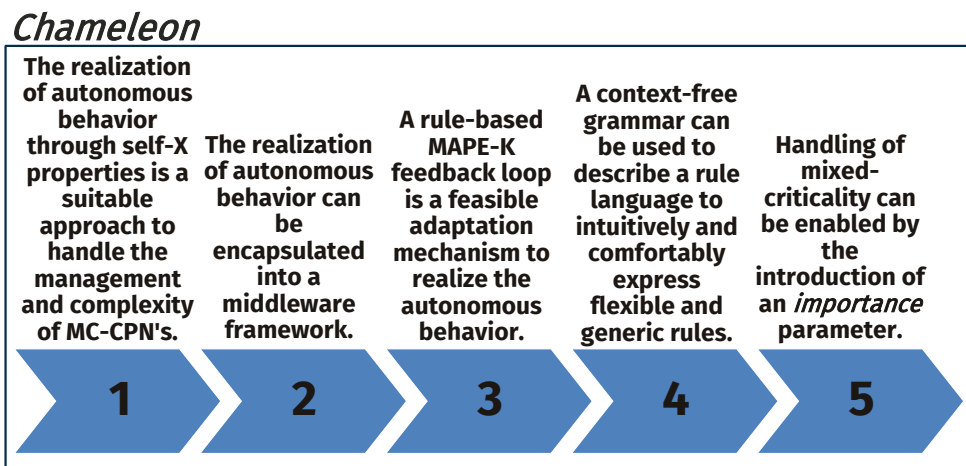 Chameleon
The realization
of autonomous
behavior
through self-X
properties is a
suitable
approach to
handle the
management
and complexity
of MC-CPN's.
The realization
of autonomous
behavior can
be
encapsulated
into a
middleware
framework.
A rule-based
MAPE-K
feedback loop
is a feasible
adaptation
mechanism to
realize the
autonomous
behavior.
A context-free
grammar can
be used to
describe a rule
language to
intuitively and
comfortably
express
flexible and
generic rules.
Handling of
mixed-
criticality can
be enabled by
the
introduction of
an importance
parameter.
1
2
3
4
5